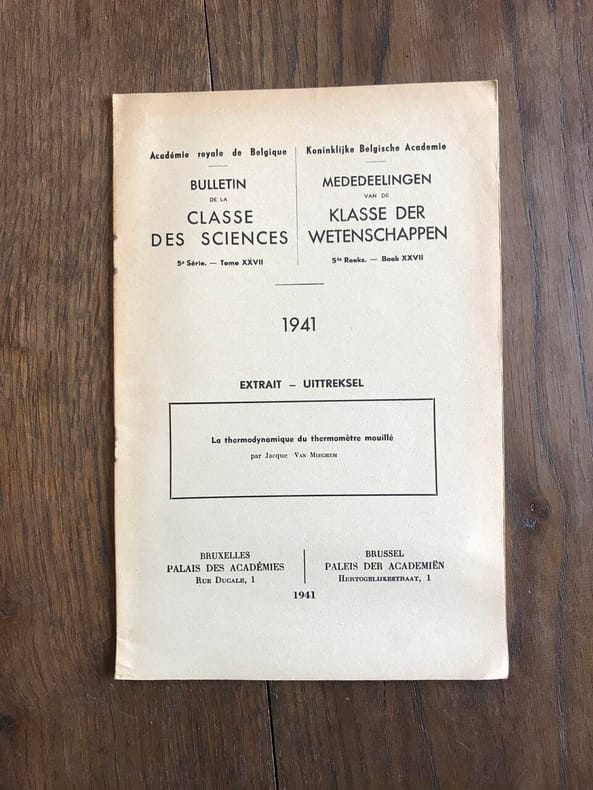 Académie royale de Belgique
BULLETIN
DE LA
CLASSE
DES SCIENCES
5e Série. — Tome XXVII
Koninklijke Belgische Academie
MEDEDEELINGEN
VAN DE
KLASSE DER
WETENSCHAPPEN
5de Reeks. — Boek XXVII
1941
EXTRAIT – UITTREKSEL
La thermodynamique du thermomètre mouillé
par Jacque Van Mieghem
BRUXELLES
PALAIS DES ACADÉMIES
Rue Ducale, 1
BRUSSEL
PALEIS DER ACADEMIËN
Hertogelijkestraat, 1
1941